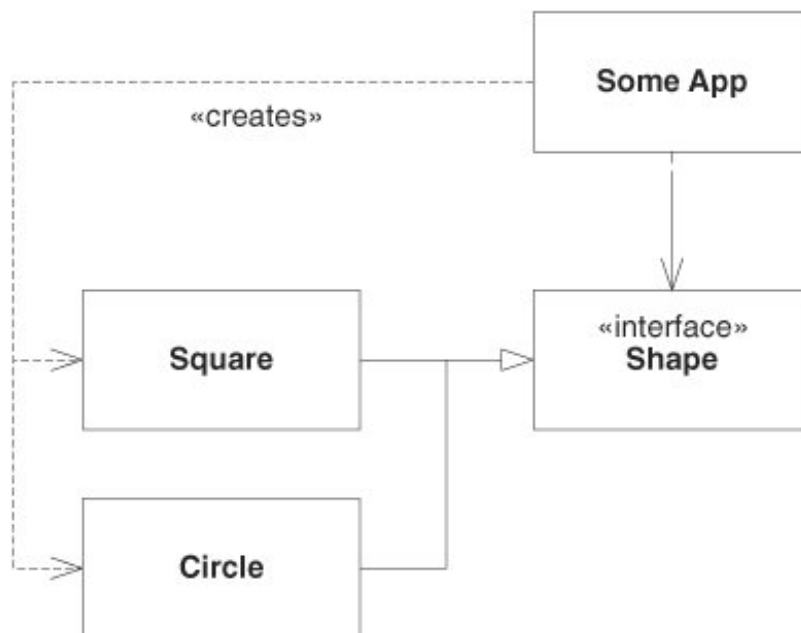 Some App
«creates»
«interface»
Square
Shape
Circle